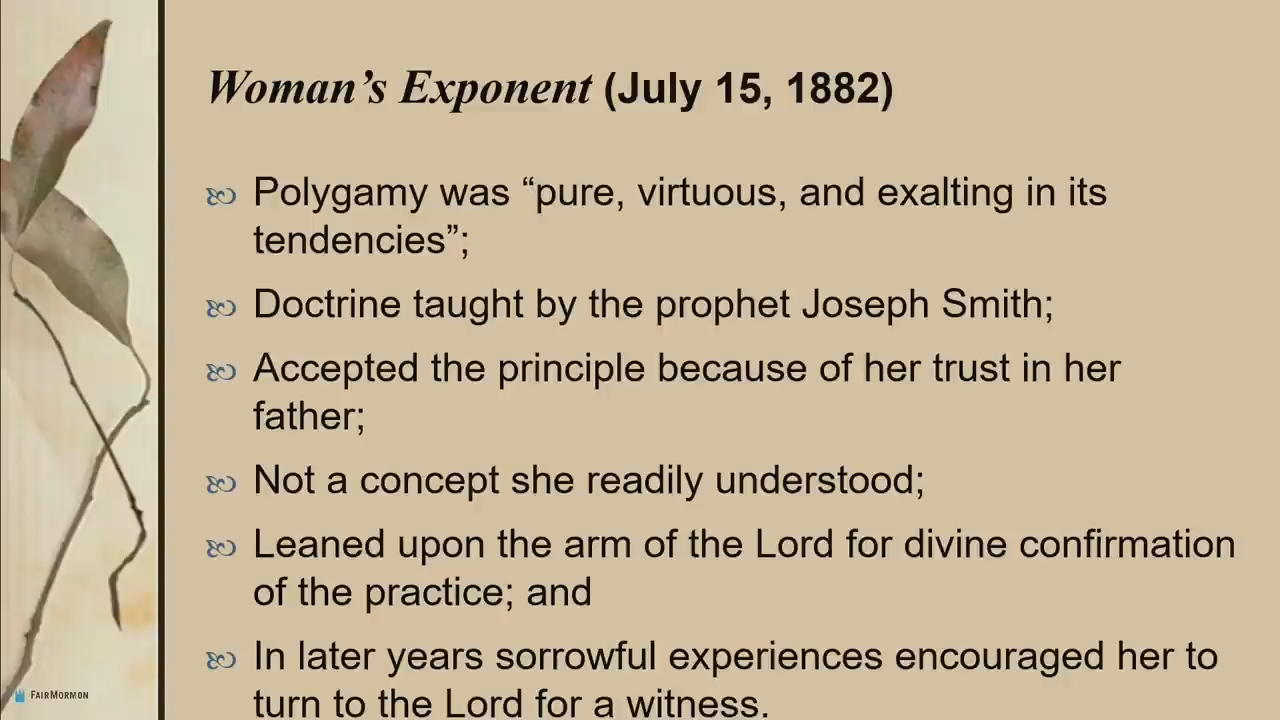 Woman’s Exponent (July 15, 1882)
Polygamy was “pure, virtuous, and exalting in its
tendencies”;
Doctrine taught by the prophet Joseph Smith;
Accepted the principle because of her trust in her
father;
Not a concept she readily understood;
Leaned upon the arm of the Lord for divine confirmation
of the practice; and
In later years sorrowful experiences encouraged her to
turn to the Lord for a witness.
FAIRMORMON